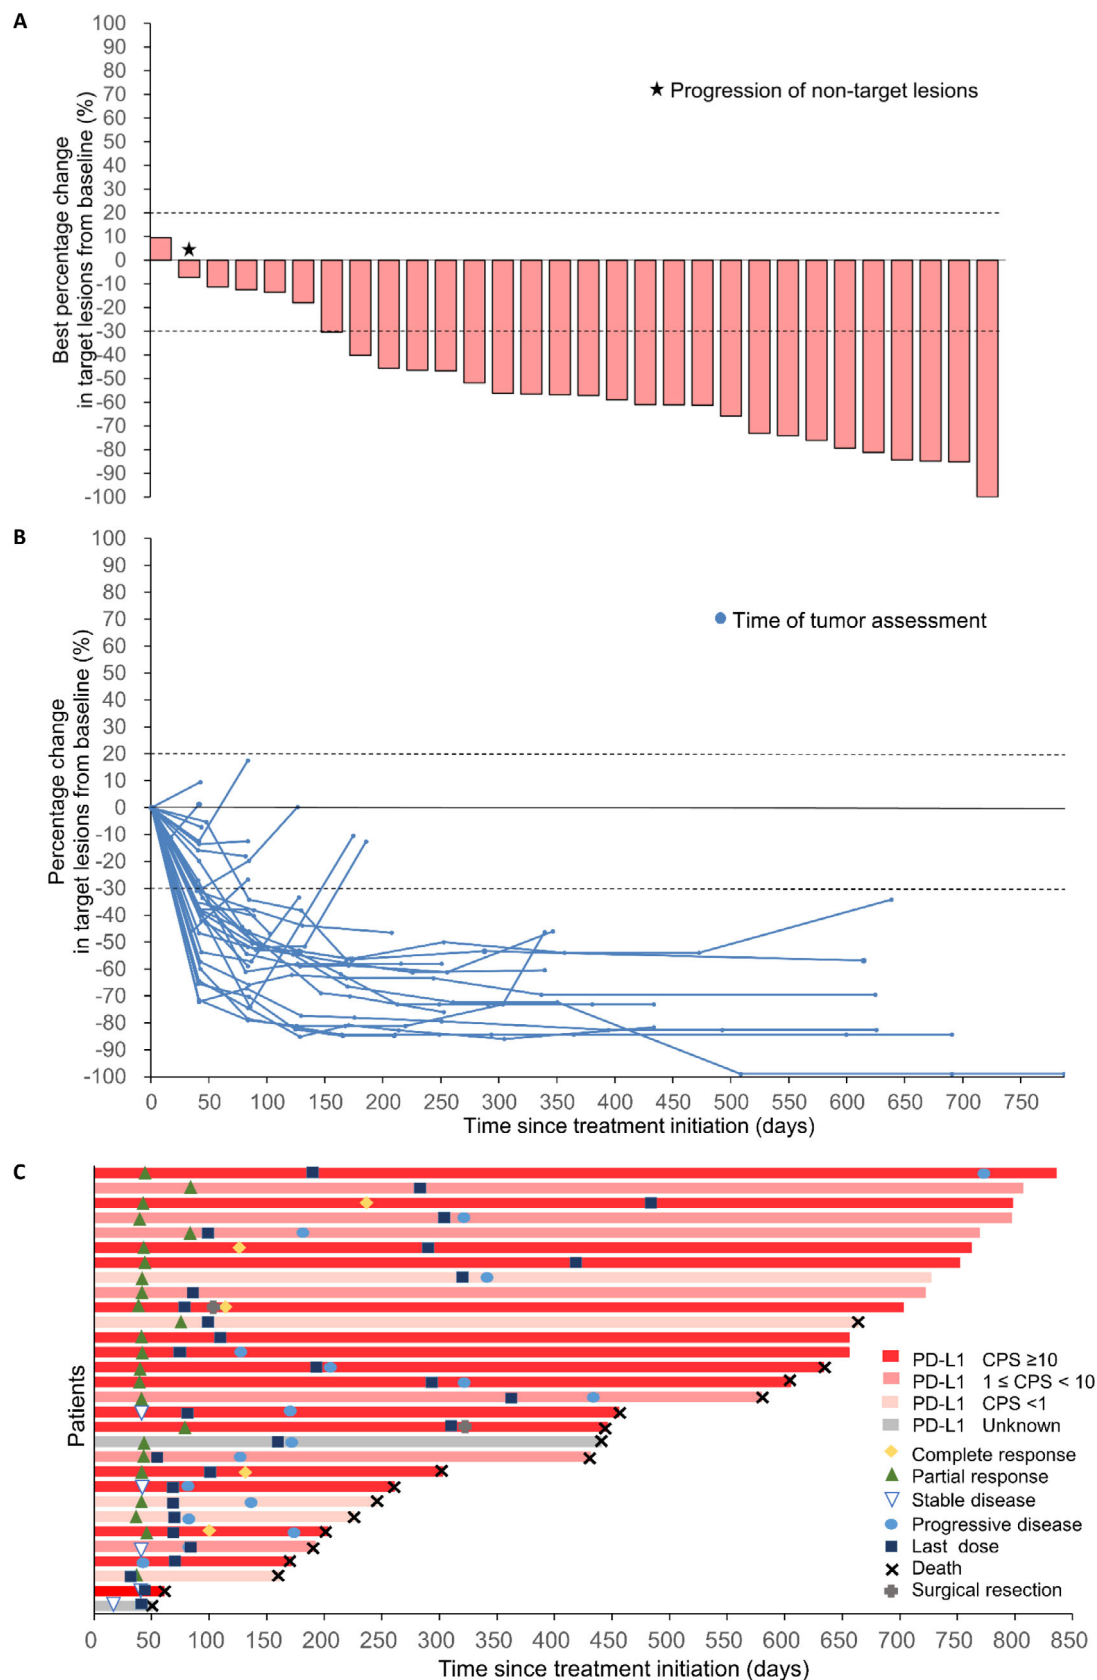 A
100
90
80
70
60
50
40
30
20
10
0
-10
-20
-30
-40
-50
-60
-70
-80
-90
-100
Best percentage change
in target lesions from baseline (%)
★ Progression of non-target lesions
B
100
90
80
70
60
50
40
30
20
10
0
-10
-20
-30
-40
-50
-60
-70
-80
-90
-100
Percentage change
in target lesions from baseline (%)
Time of tumor assessment
0 50 100 150 200 250 300 350 400 450 500 550 600 650 700 750
Time since treatment initiation (days)
C
Patients
PD-L1 CPS ≥10
PD-L1 1 ≤ CPS < 10
PD-L1 CPS <1
PD-L1 Unknown
Complete response
Partial response
Stable disease
Progressive disease
Last dose
Death
Surgical resection
0 50 100 150 200 250 300 350 400 450 500 550 600 650 700 750 800 850
Time since treatment initiation (days)